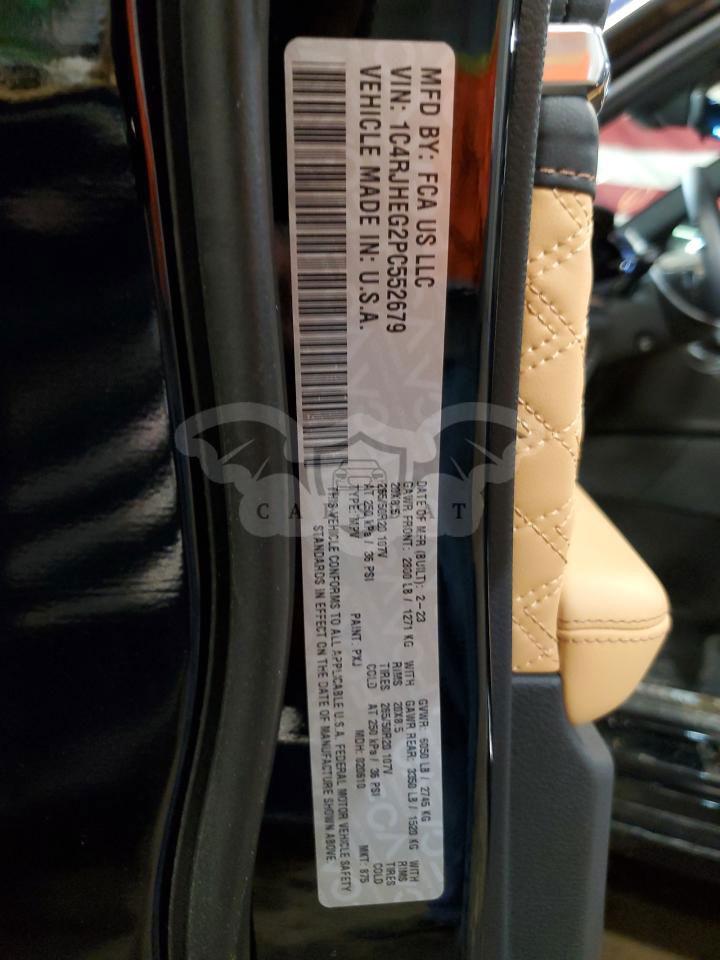 MFD BY: FCA US LLC
VIN: 1C4RJHEG2PC552679
VEHICLE MADE IN: U.S.A.
DATE OF MFR (BUILT): 2-23 GVWR: 6050 LB / 2745 KG
GAWR FRONT: 2800 LB / 1271 KG WITH GAWR REAR: 3350 LB / 1520 KG WITH
20X8.5 RIMS 20X8.5 RIMS
265/50R20 107V TIRES 265/50R20 107V TIRES
AT 250 kPa / 36 PSI COLD AT 250 kPa / 36 PSI COLD
TYPE: MPV PAINT: PXJ MDH: 020610 MKT: 875
THIS VEHICLE CONFORMS TO ALL APPLICABLE U.S.A. FEDERAL MOTOR VEHICLE SAFETY
STANDARDS IN EFFECT ON THE DATE OF MANUFACTURE SHOWN ABOVE.